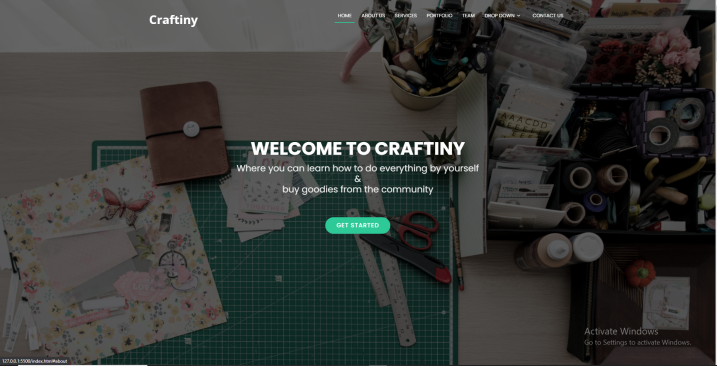 Craftiny
HOME ABOUT US SERVICES PORTFOLIO TEAM DROP DOWN CONTACT US
WELCOME TO CRAFTINY
Where you can learn how to do everything by yourself
&
buy goodies from the community
GET STARTED
LOVE
AACDD
Activate Windows
Go to Settings to activate Windows.
127.0.0.1:5500/index.html#about